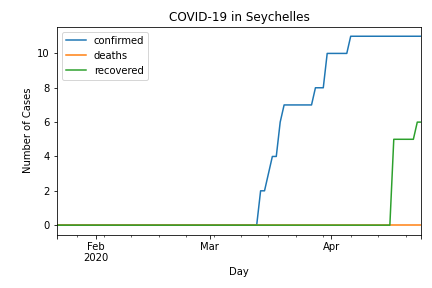 COVID-19 in Seychelles
confirmed
deaths
recovered
Number of Cases
10
8
6
4
2
0
Feb
2020
Mar
Apr
Day